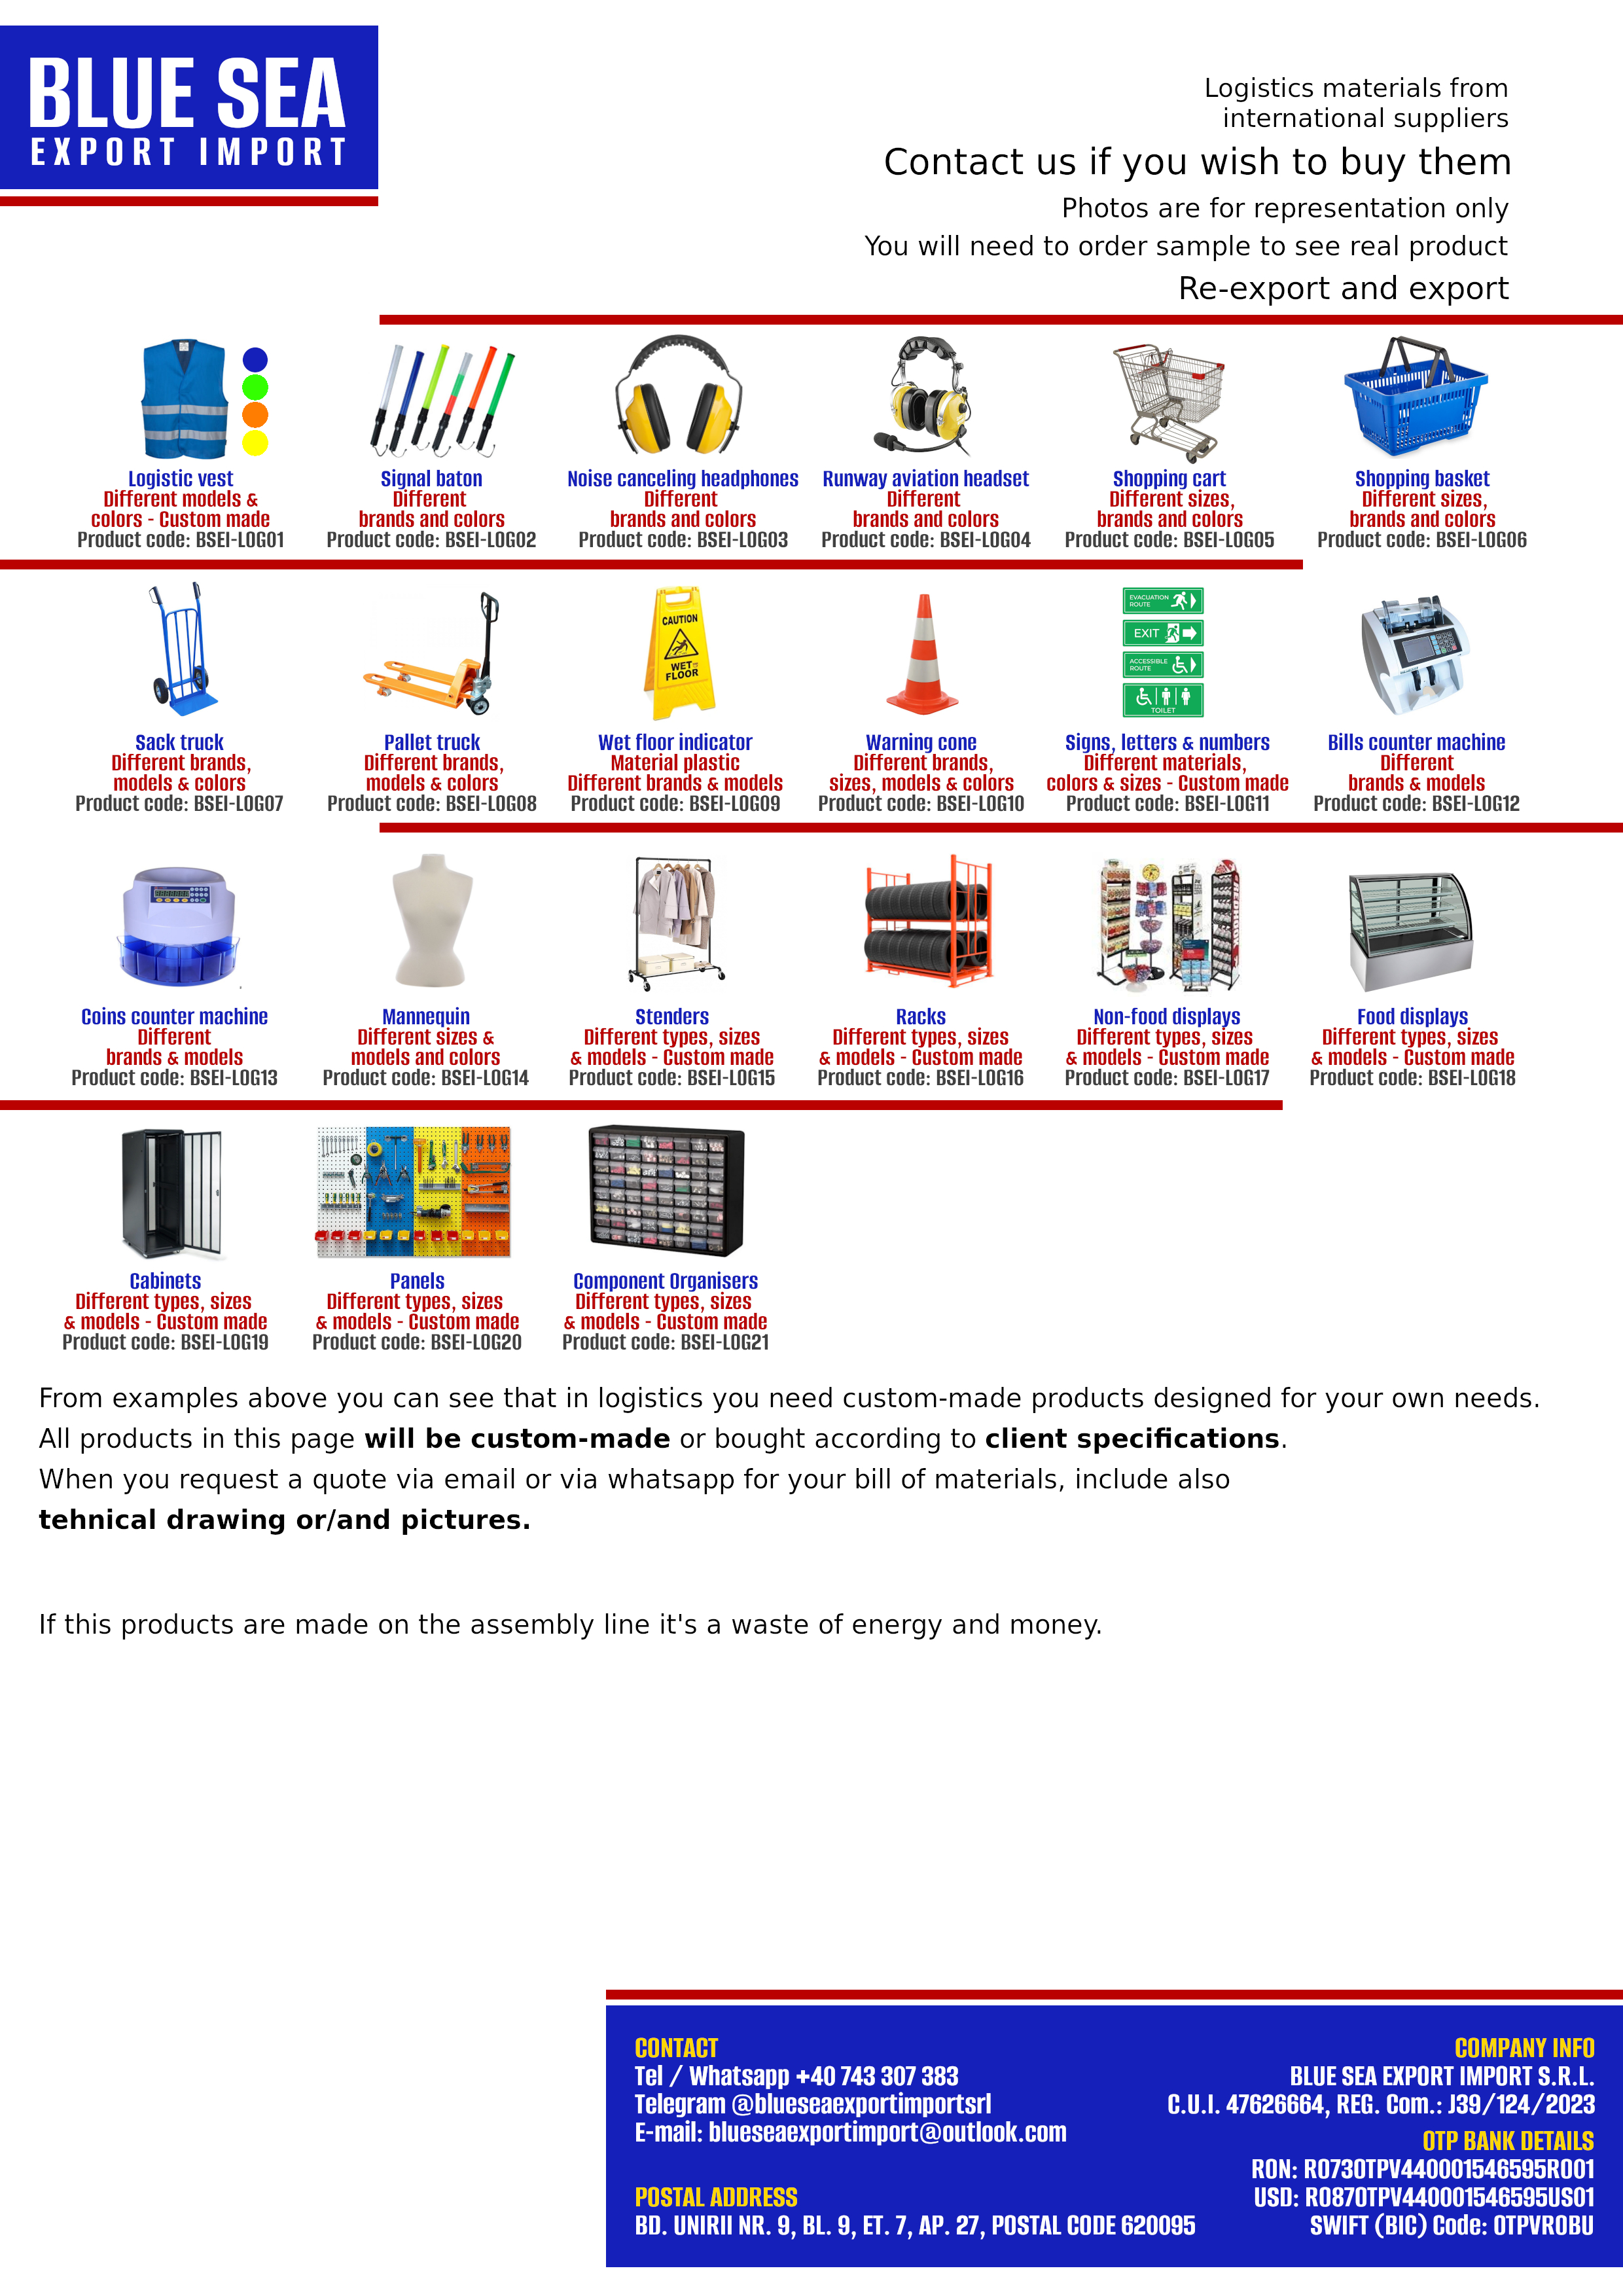 BLUE SEA
EXPORT IMPORT
Logistics materials from
international suppliers
Contact us if you wish to buy them
Photos are for representation only
You will need to order sample to see real product
Re-export and export
Logistic vest
Different models &
colors - Custom made
Product code: BSEI-LOG01
Signal baton
Different
brands and colors
Product code: BSEI-LOG02
Noise canceling headphones
Different
brands and colors
Product code: BSEI-LOG03
Runway aviation headset
Different
brands and colors
Product code: BSEI-LOG04
Shopping cart
Different sizes,
brands and colors
Product code: BSEI-LOG05
Shopping basket
Different sizes,
brands and colors
Product code: BSEI-LOG06
CAUTION
WET
FLOOR
EVACUATION
ROUTE
EXIT
ACCESSIBLE
ROUTE
TOILET
Sack truck
Different brands,
models & colors
Product code: BSEI-LOG07
Pallet truck
Different brands,
models & colors
Product code: BSEI-LOG08
Wet floor indicator
Material plastic
Different brands & models
Product code: BSEI-LOG09
Warning cone
Different brands,
sizes, models & colors
Product code: BSEI-LOG10
Signs, letters & numbers
Different materials,
colors & sizes - Custom made
Product code: BSEI-LOG11
Bills counter machine
Different
brands & models
Product code: BSEI-LOG12
Coins counter machine
Different
brands & models
Product code: BSEI-LOG13
Mannequin
Different sizes &
models and colors
Product code: BSEI-LOG14
Stenders
Different types, sizes
& models - Custom made
Product code: BSEI-LOG15
Racks
Different types, sizes
& models - Custom made
Product code: BSEI-LOG16
Non-food displays
Different types, sizes
& models - Custom made
Product code: BSEI-LOG17
Food displays
Different types, sizes
& models - Custom made
Product code: BSEI-LOG18
Cabinets
Different types, sizes
& models - Custom made
Product code: BSEI-LOG19
Panels
Different types, sizes
& models - Custom made
Product code: BSEI-LOG20
Component Organisers
Different types, sizes
& models - Custom made
Product code: BSEI-LOG21
From examples above you can see that in logistics you need custom-made products designed for your own needs.
All products in this page will be custom-made or bought according to client specifications.
When you request a quote via email or via whatsapp for your bill of materials, include also
tehnical drawing or/and pictures.
If this products are made on the assembly line it's a waste of energy and money.
CONTACT
Tel / Whatsapp +40 743 307 383
Telegram @blueseaexportimportsrl
E-mail: blueseaexportimport@outlook.com
POSTAL ADDRESS
BD. UNIRII NR. 9, BL. 9, ET. 7, AP. 27, POSTAL CODE 620095
COMPANY INFO
BLUE SEA EXPORT IMPORT S.R.L.
C.U.I. 47626664, REG. Com.: J39/124/2023
OTP BANK DETAILS
RON: RO73OTPV440001546595RO01
USD: RO87OTPV440001546595US01
SWIFT (BIC) Code: OTPVROBU